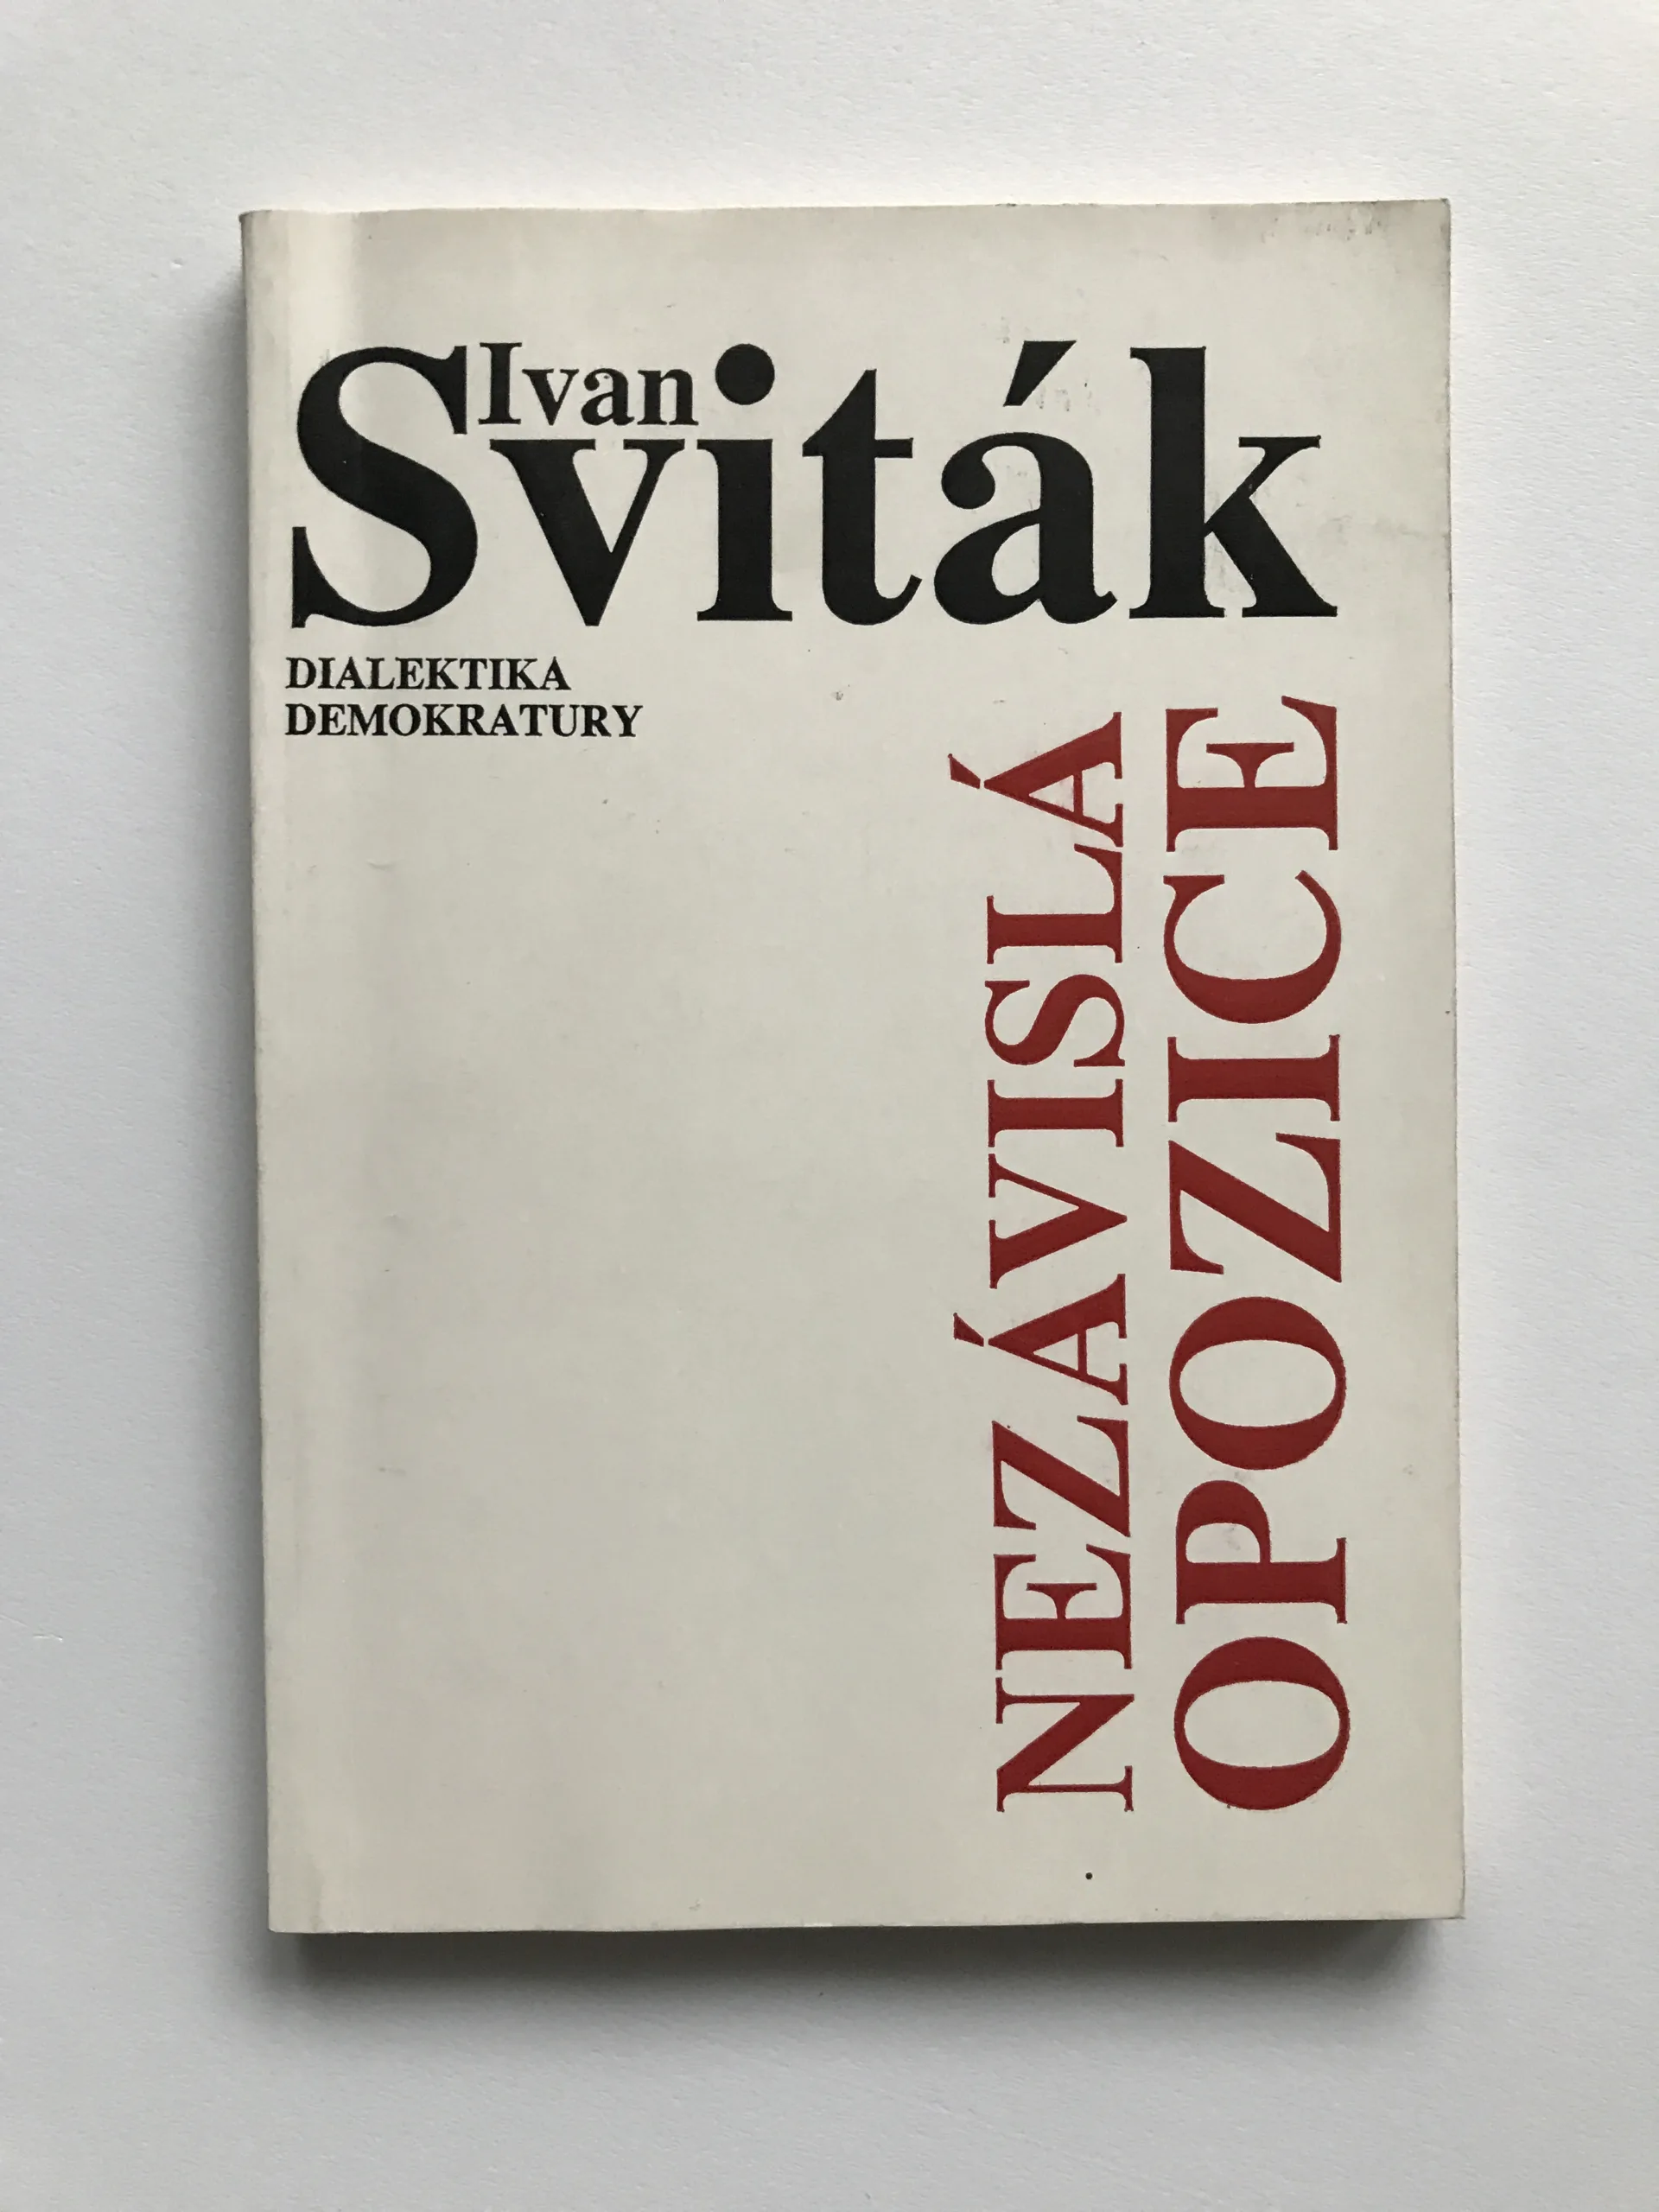 Ivan
Sviták
DIALEKTIKA
DEMOKRATURY
NEZÁVISLÁ
OPOZICE